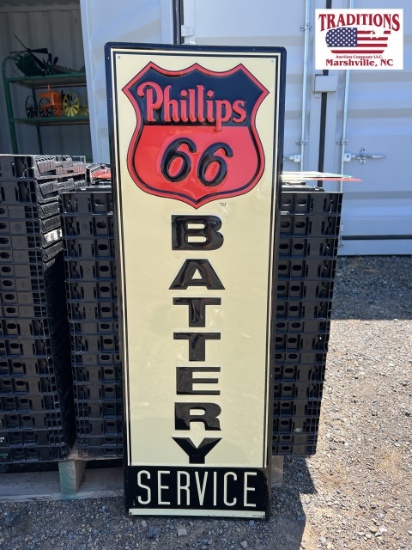 TRADITIONS
Auction Company LLC.
Marshville, NC
Phillips
66
TM
BATTERY
SERVICE